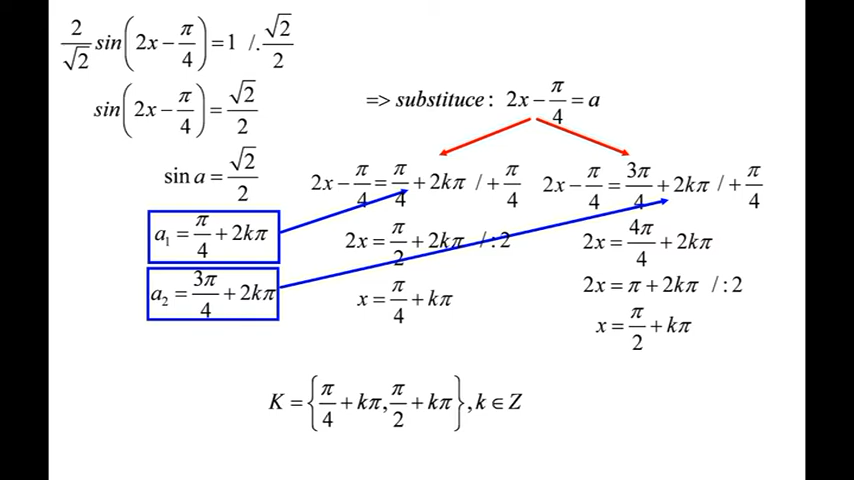 2/√2 sin(2x − π/4) = 1 /.√2/2
sin(2x − π/4) = √2/2
sin a = √2/2
a₁ = π/4 + 2kπ
a₂ = 3π/4 + 2kπ
=> substituce: 2x − π/4 = a
2x − π/4 = π/4 + 2kπ / + π/4
2x = π/2 + 2kπ /:2
x = π/4 + kπ
2x − π/4 = 3π/4 + 2kπ / + π/4
2x = 4π/4 + 2kπ
2x = π + 2kπ /:2
x = π/2 + kπ
K = {π/4 + kπ, π/2 + kπ}, k ∈ Z